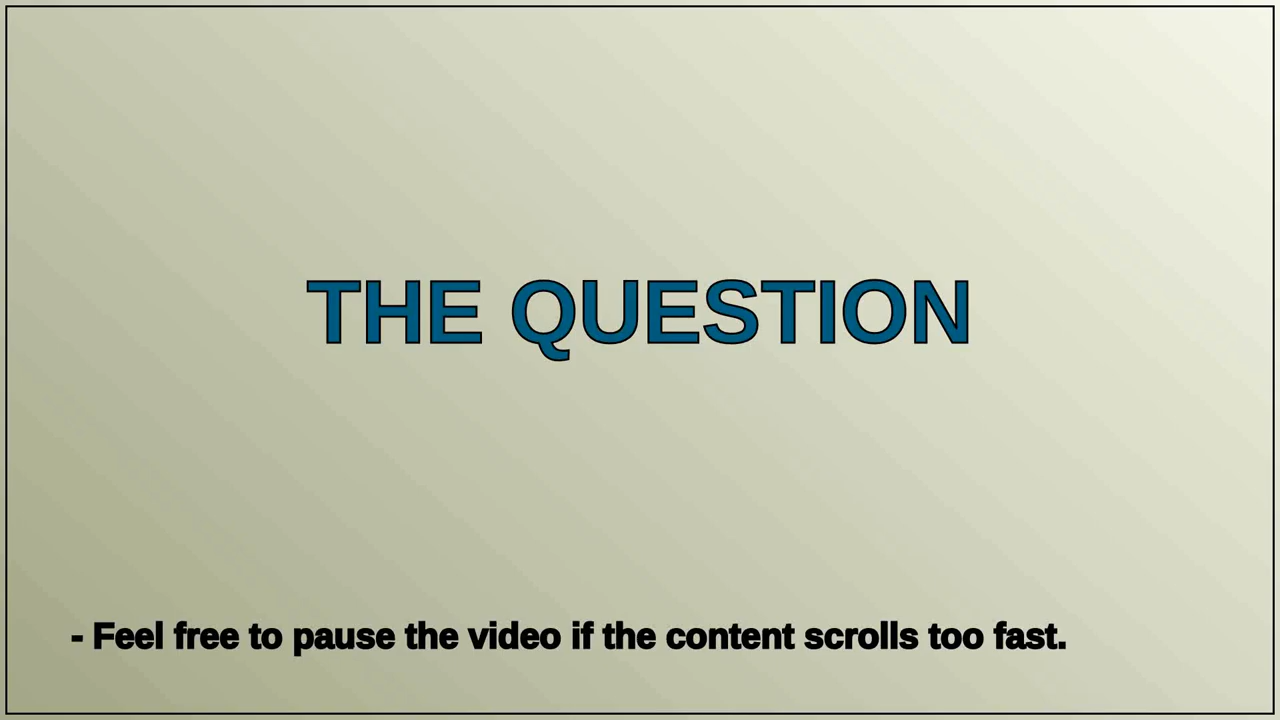 THE QUESTION
- Feel free to pause the video if the content scrolls too fast.